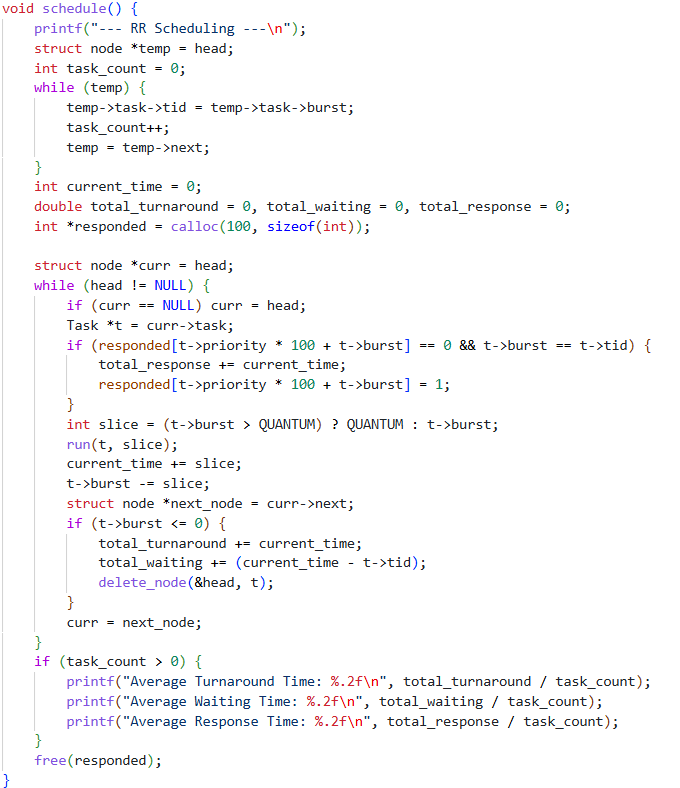 void schedule() {
    printf("--- RR Scheduling ---\n");
    struct node *temp = head;
    int task_count = 0;
    while (temp) {
        temp->task->tid = temp->task->burst;
        task_count++;
        temp = temp->next;
    }
    int current_time = 0;
    double total_turnaround = 0, total_waiting = 0, total_response = 0;
    int *responded = calloc(100, sizeof(int));

    struct node *curr = head;
    while (head != NULL) {
        if (curr == NULL) curr = head;
        Task *t = curr->task;
        if (responded[t->priority * 100 + t->burst] == 0 && t->burst == t->tid) {
            total_response += current_time;
            responded[t->priority * 100 + t->burst] = 1;
        }
        int slice = (t->burst > QUANTUM) ? QUANTUM : t->burst;
        run(t, slice);
        current_time += slice;
        t->burst -= slice;
        struct node *next_node = curr->next;
        if (t->burst <= 0) {
            total_turnaround += current_time;
            total_waiting += (current_time - t->tid);
            delete_node(&head, t);
        }
        curr = next_node;
    }
    if (task_count > 0) {
        printf("Average Turnaround Time: %.2f\n", total_turnaround / task_count);
        printf("Average Waiting Time: %.2f\n", total_waiting / task_count);
        printf("Average Response Time: %.2f\n", total_response / task_count);
    }
    free(responded);
}